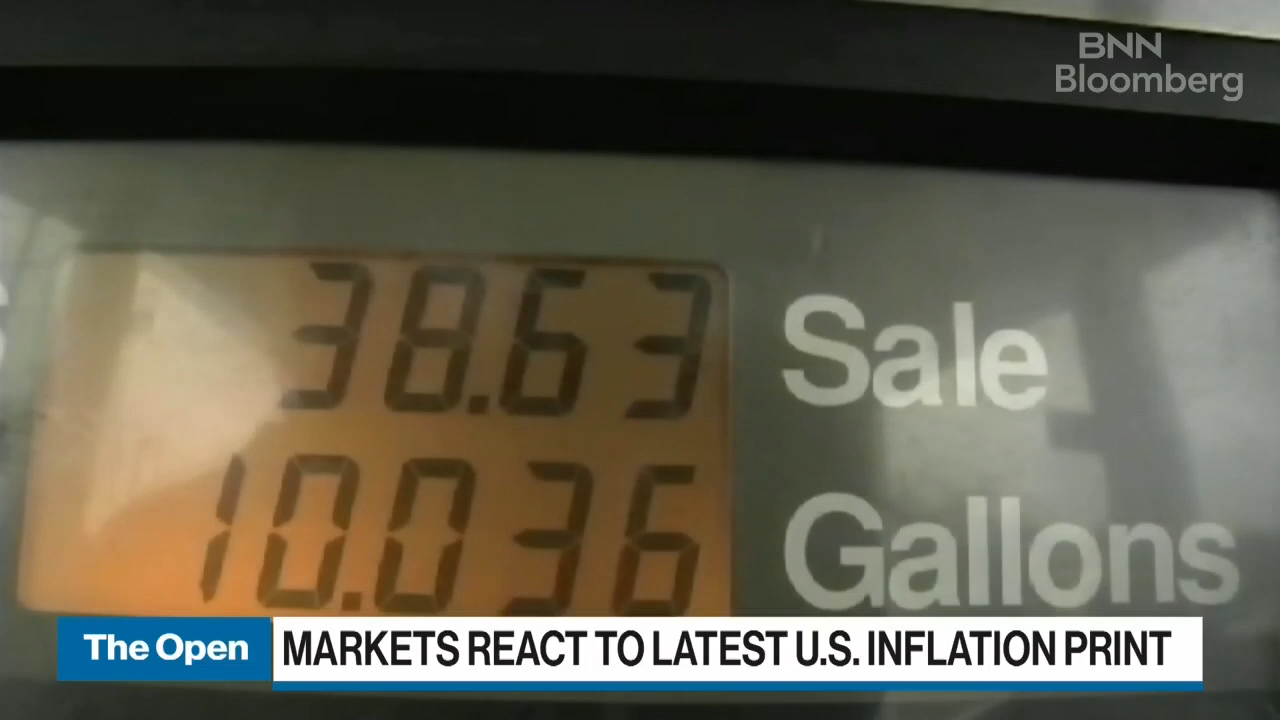 BNN
Bloomberg
38.63 Sale
10.036 Gallons
The Open
MARKETS REACT TO LATEST U.S. INFLATION PRINT